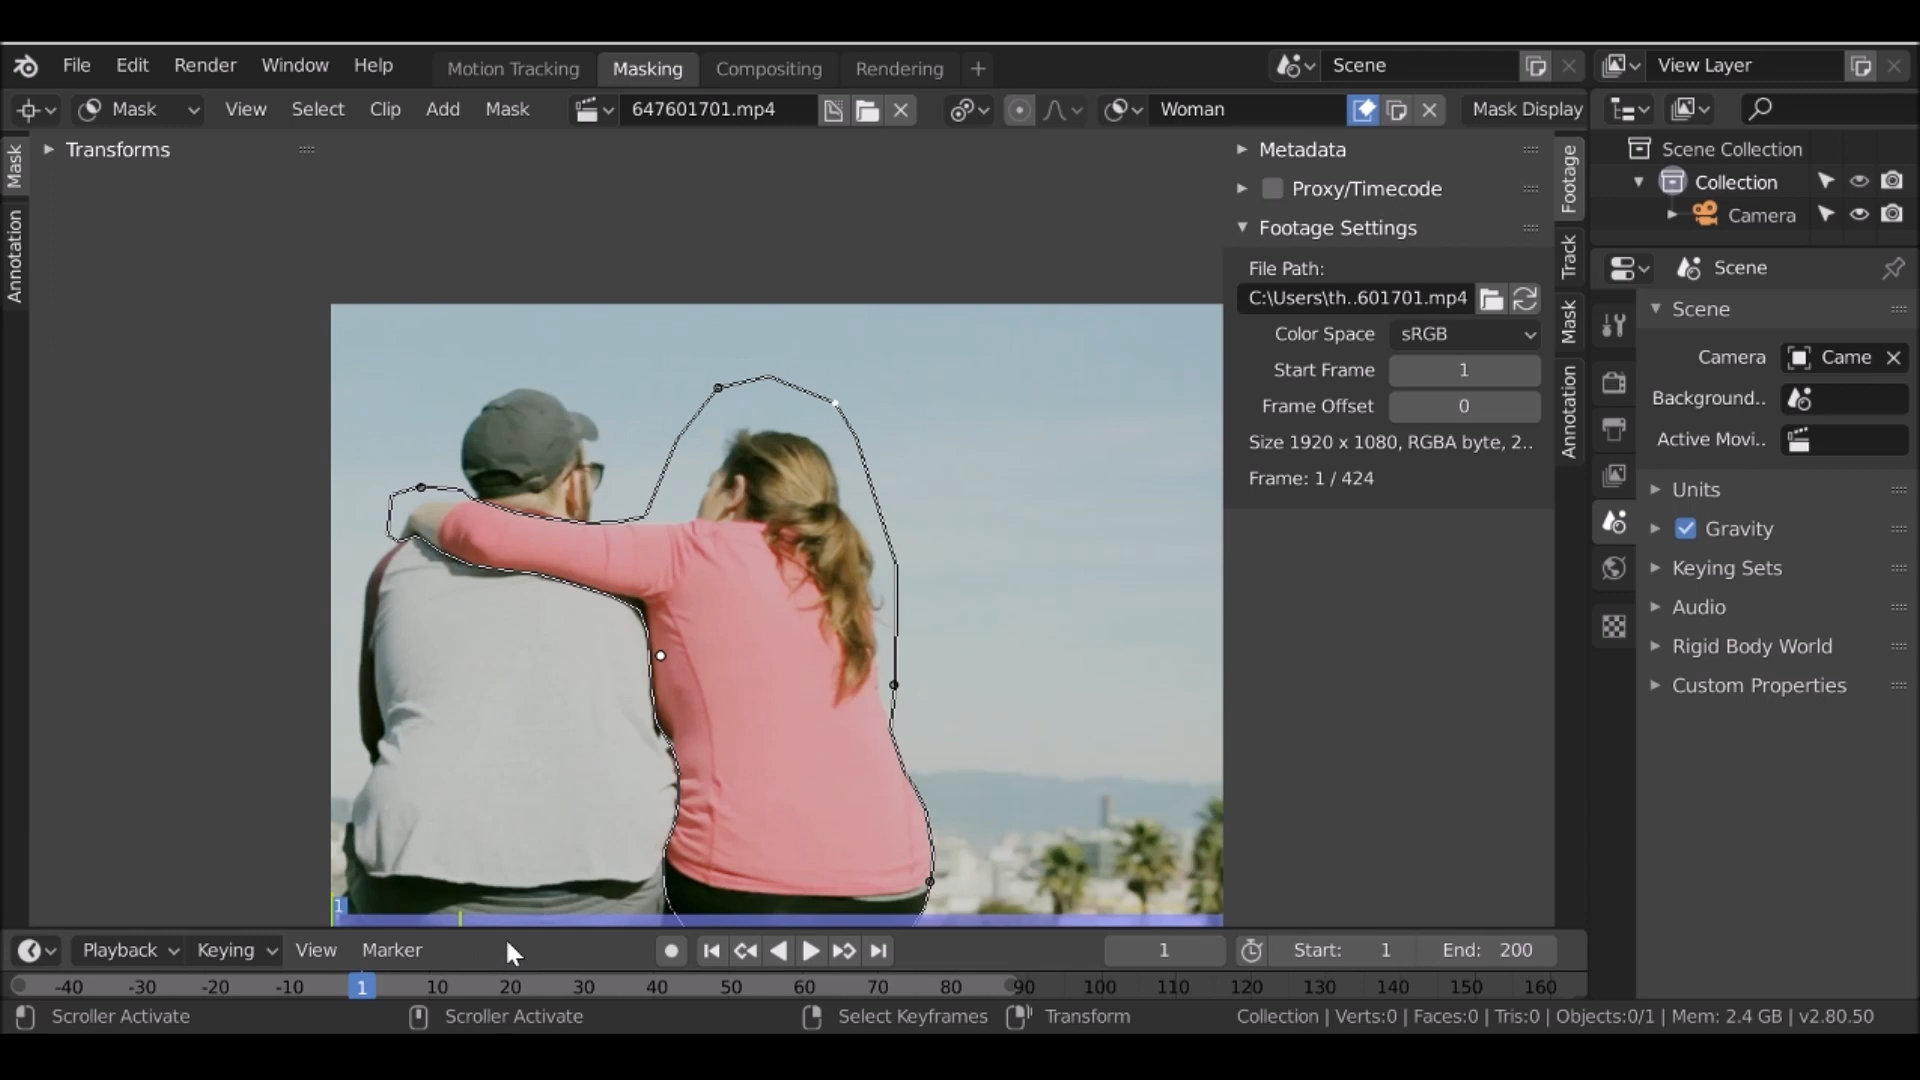 File Edit Render Window Help Motion Tracking Masking Compositing Rendering + Scene View Layer
Mask View Select Clip Add Mask 647601701.mp4 Woman Mask Display
Transforms
Mask
Annotation
Metadata
Proxy/Timecode
Footage Settings
File Path:
C:\Users\th..601701.mp4
Color Space sRGB
Start Frame 1
Frame Offset 0
Size 1920 x 1080, RGBA byte, 2..
Frame: 1 / 424
Footage
Track
Mask
Annotation
Scene Collection
Collection
Camera
Scene
Scene
Camera Came
Background..
Active Movi..
Units
Gravity
Keying Sets
Audio
Rigid Body World
Custom Properties
1
Playback Keying View Marker 1 Start: 1 End: 200
-40 -30 -20 -10 1 10 20 30 40 50 60 70 80 90 100 110 120 130 140 150 160
Scroller Activate Scroller Activate Select Keyframes Transform Collection | Verts:0 | Faces:0 | Tris:0 | Objects:0/1 | Mem: 2.4 GB | v2.80.50